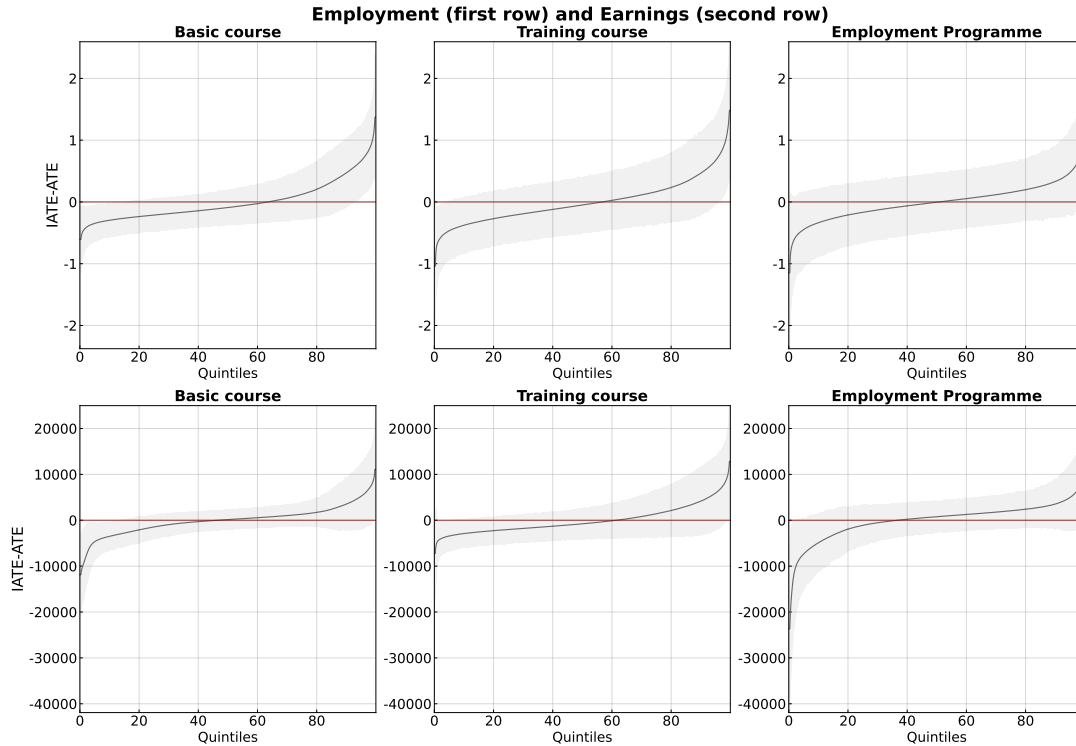 Employment (first row) and Earnings (second row)
Basic course
Training course
Employment Programme
IATE-ATE
2
1
0
-1
-2
0 20 40 60 80
Quintiles
2
1
0
-1
-2
0 20 40 60 80
Quintiles
2
1
0
-1
-2
0 20 40 60 80
Quintiles
Basic course
Training course
Employment Programme
IATE-ATE
20000
10000
0
-10000
-20000
-30000
-40000
0 20 40 60 80
Quintiles
20000
10000
0
-10000
-20000
-30000
-40000
0 20 40 60 80
Quintiles
20000
10000
0
-10000
-20000
-30000
-40000
0 20 40 60 80
Quintiles